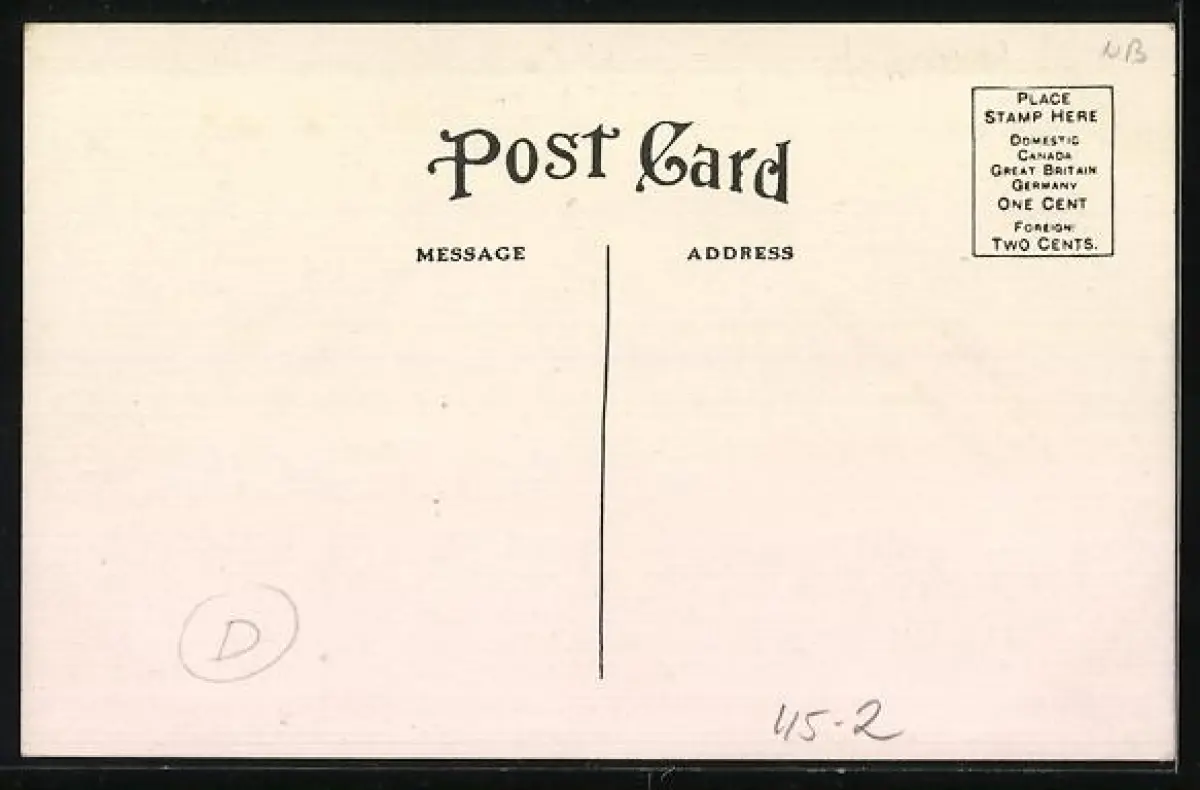 NB
Post Card
PLACE
STAMP HERE
DOMESTIC
CANADA
GREAT BRITAIN
GERMANY
ONE CENT
FOREIGN
TWO CENTS.
MESSAGE
ADDRESS
D
45-2